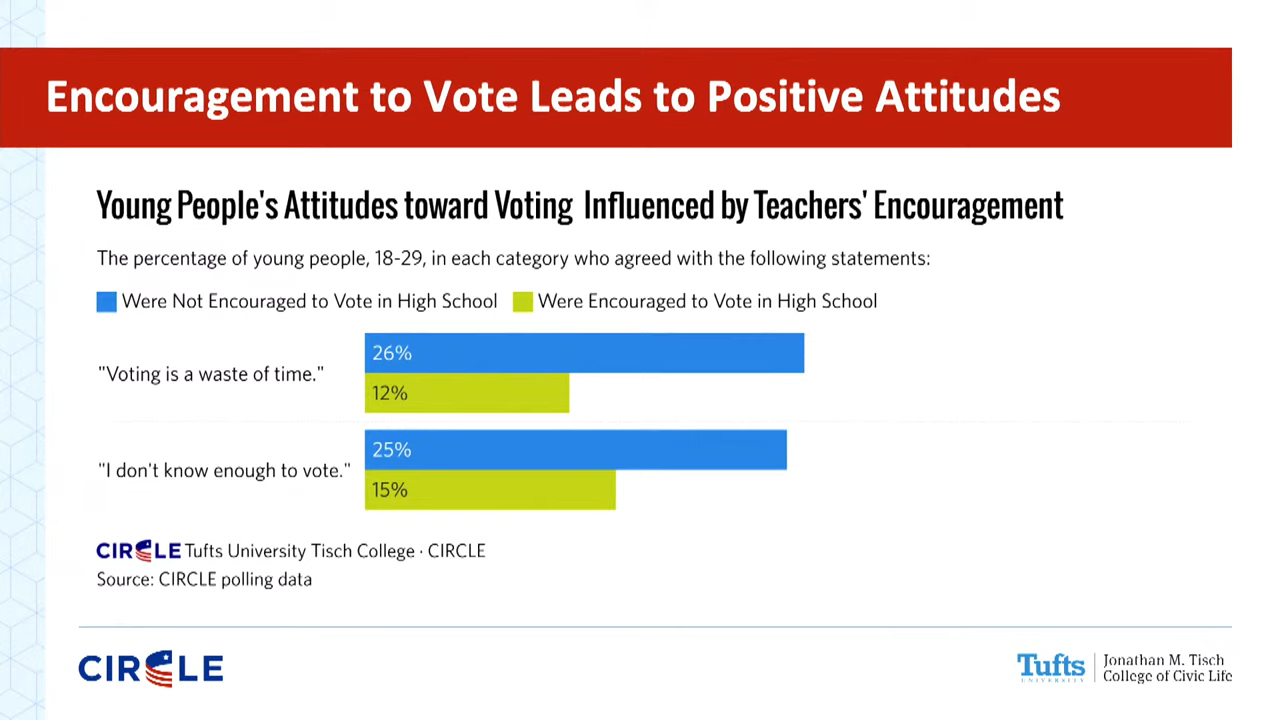 Encouragement to Vote Leads to Positive Attitudes
Young People's Attitudes toward Voting Influenced by Teachers' Encouragement
The percentage of young people, 18-29, in each category who agreed with the following statements:
Were Not Encouraged to Vote in High School Were Encouraged to Vote in High School
"Voting is a waste of time."
26%
12%
"I don't know enough to vote."
25%
15%
CIRCLE Tufts University Tisch College · CIRCLE
Source: CIRCLE polling data
CIRCLE
Tufts
UNIVERSITY
Jonathan M. Tisch
College of Civic Life